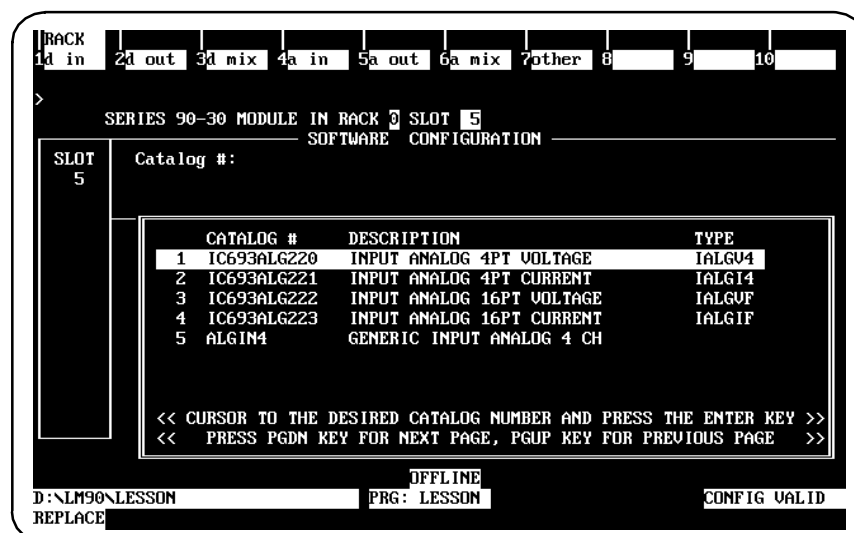 RACK
1d in 2d out 3d mix 4a in 5a out 6a mix 7other 8 9 10
>
SERIES 90-30 MODULE IN RACK 0 SLOT 5
SOFTWARE CONFIGURATION
SLOT Catalog #:
5
CATALOG # DESCRIPTION TYPE
1 IC693ALG220 INPUT ANALOG 4PT VOLTAGE IALGV4
2 IC693ALG221 INPUT ANALOG 4PT CURRENT IALGI4
3 IC693ALG222 INPUT ANALOG 16PT VOLTAGE IALGVF
4 IC693ALG223 INPUT ANALOG 16PT CURRENT IALGIF
5 ALGIN4 GENERIC INPUT ANALOG 4 CH
<< CURSOR TO THE DESIRED CATALOG NUMBER AND PRESS THE ENTER KEY >>
<< PRESS PGDN KEY FOR NEXT PAGE, PGUP KEY FOR PREVIOUS PAGE >>
OFFLINE
D:\LM90\LESSON PRG: LESSON CONFIG VALID
REPLACE